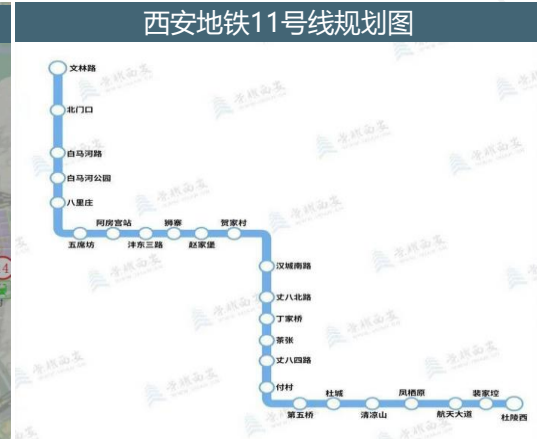 西安地铁11号线规划图
文林路
北门口
白马河路
白马河公园
八里庄
五席坊
阿房宫站
沣东三路
狮寨
赵家堡
贺家村
汉城南路
丈八北路
丁家桥
茶张
丈八四路
付村
第五桥
杜城
清凉山
凤栖原
航天大道
裴家埪
杜陵西
4